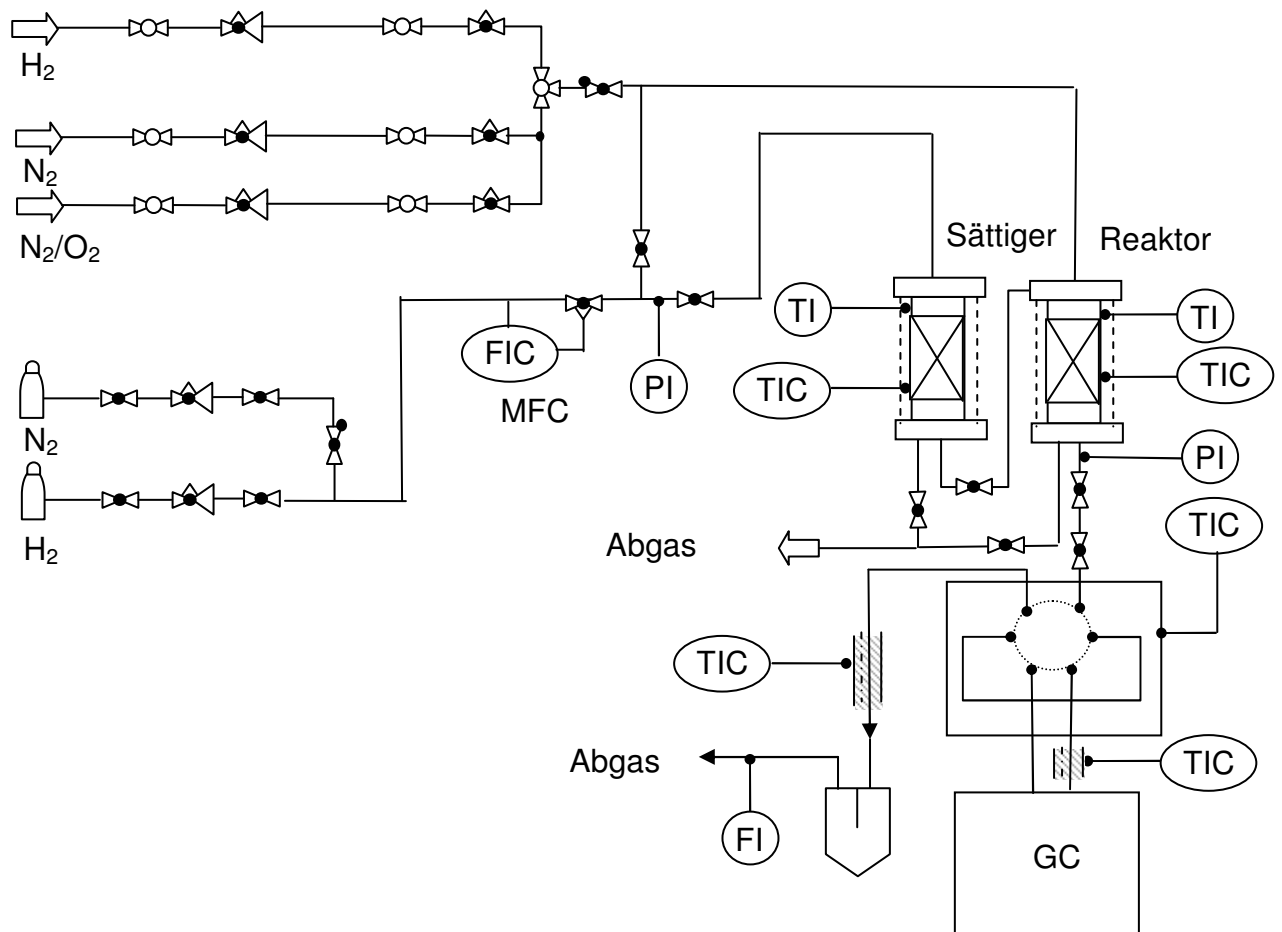 H₂
N₂
N₂/O₂
Sättiger
Reaktor
TI
TI
FIC
PI
TIC
TIC
MFC
N₂
PI
H₂
TIC
Abgas
TIC
Abgas
TIC
FI
GC